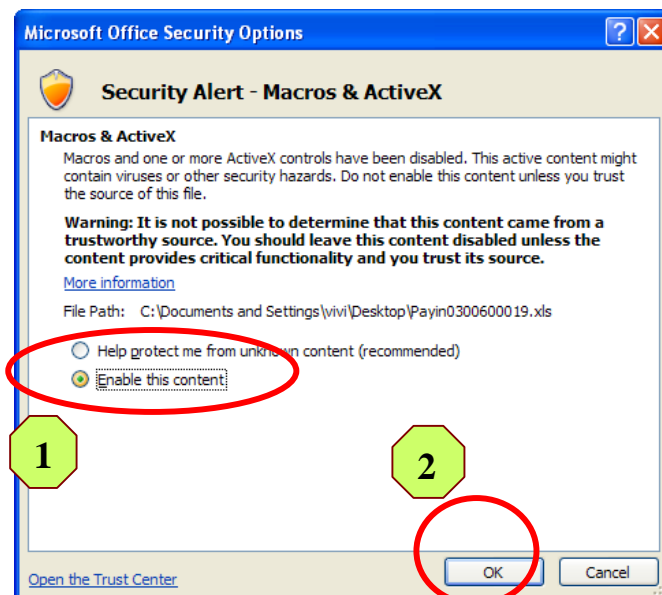 Microsoft Office Security Options
Security Alert - Macros & ActiveX
Macros & ActiveX
Macros and one or more ActiveX controls have been disabled. This active content might
contain viruses or other security hazards. Do not enable this content unless you trust
the source of this file.
Warning: It is not possible to determine that this content came from a
trustworthy source. You should leave this content disabled unless the
content provides critical functionality and you trust its source.
More information
File Path: C:\Documents and Settings\vivi\Desktop\Payin0300600019.xls
Help protect me from unknown content (recommended)
Enable this content
1
2
Open the Trust Center
OK
Cancel